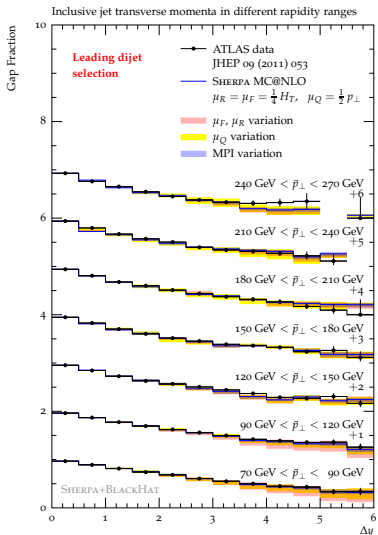 Inclusive jet transverse momenta in different rapidity ranges
Gap Fraction
10
8
6
4
2
0
Leading dijet
selection
ATLAS data
JHEP 09 (2011) 053
SHERPA MC@NLO
μR = μF = 1/4 HT, μQ = 1/2 p⊥
μF, μR variation
μQ variation
MPI variation
240 GeV < p̄⊥ < 270 GeV
+6
210 GeV < p̄⊥ < 240 GeV
+5
180 GeV < p̄⊥ < 210 GeV
+4
150 GeV < p̄⊥ < 180 GeV
+3
120 GeV < p̄⊥ < 150 GeV
+2
90 GeV < p̄⊥ < 120 GeV
+1
70 GeV < p̄⊥ < 90 GeV
SHERPA+BLACKHAT
0 1 2 3 4 5 6
Δy